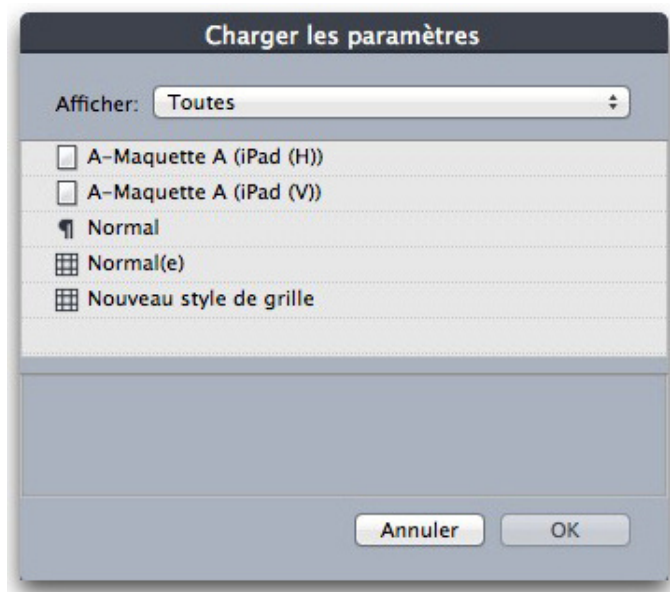 Charger les paramètres
Afficher: Toutes
A-Maquette A (iPad (H))
A-Maquette A (iPad (V))
Normal
Normal(e)
Nouveau style de grille
Annuler OK